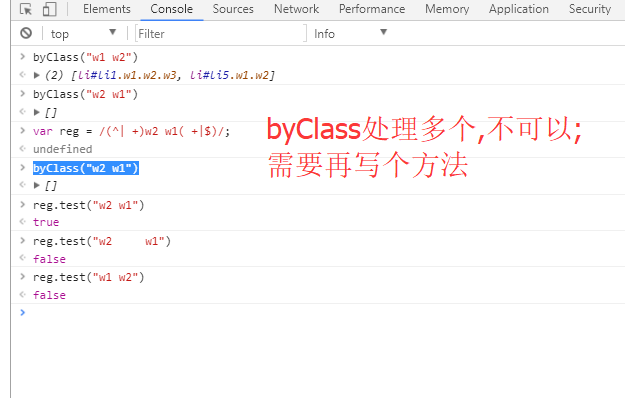 Elements Console Sources Network Performance Memory Application Security
top ▼ Filter Info ▼
> byClass("w1 w2")
< ▶ (2) [li#li1.w1.w2.w3, li#li5.w1.w2]
> byClass("w2 w1")
< ▶ []
> var reg = /(^| +)w2 w1( +|$)/;
< undefined
> byClass("w2 w1")
< ▶ []
> reg.test("w2 w1")
< true
> reg.test("w2     w1")
< false
> reg.test("w1 w2")
< false
>
byClass处理多个,不可以;
需要再写个方法